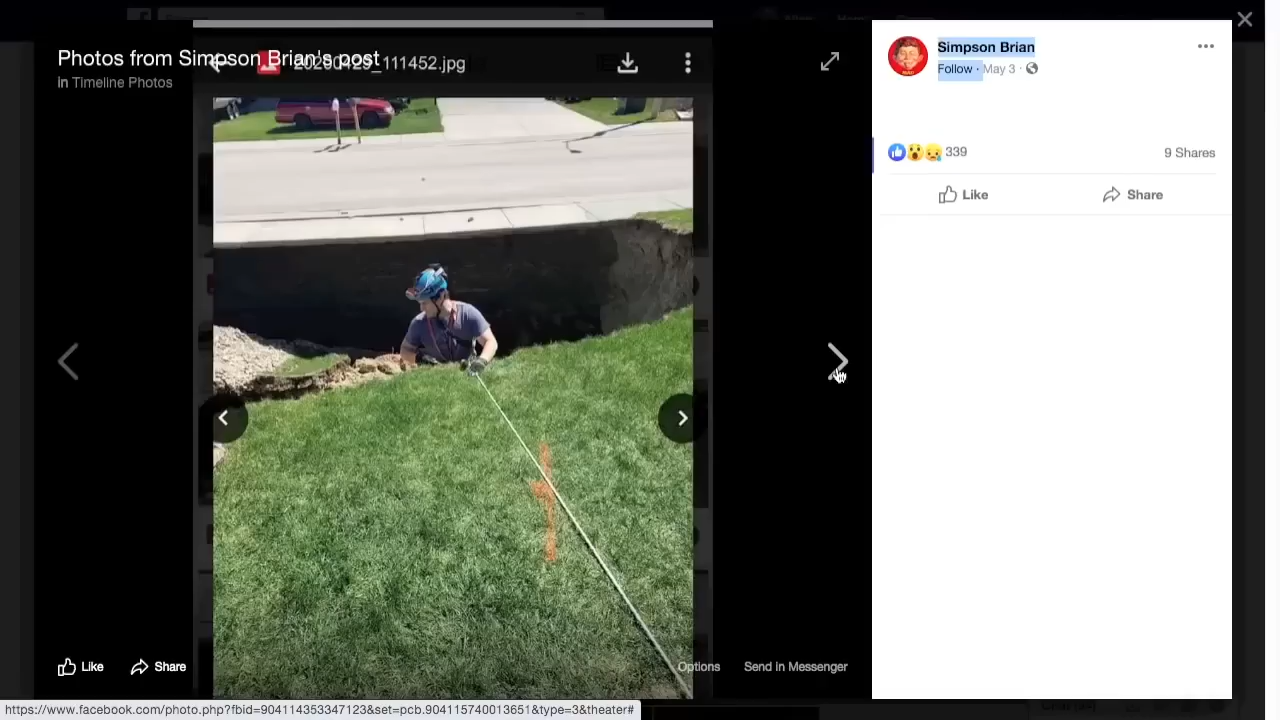 Photos from Simpson Brian's post
in Timeline Photos
_111452.jpg
Simpson Brian
Follow · May 3 ·
339
9 Shares
Like
Share
Like
Share
Options
Send in Messenger
https://www.facebook.com/photo.php?fbid=904114353347123&set=pcb.904115740013651&type=3&theater#